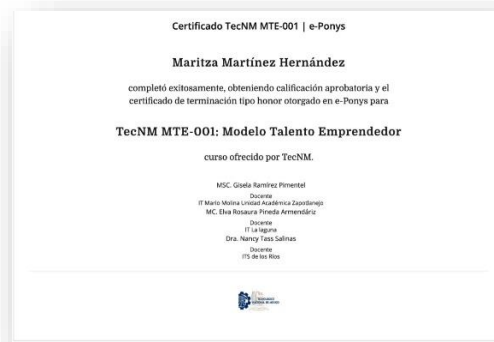 Certificado TecNM MTE-001 | e-Ponys
Maritza Martínez Hernández
completó exitosamente, obteniendo calificación aprobatoria y el
certificado de terminación tipo honor otorgado en e-Ponys para
TecNM MTE-001: Modelo Talento Emprendedor
curso ofrecido por TecNM.
MSC. Gisela Ramírez Pimentel
Docente
IT Mario Molina Unidad Académica Zapotlanejo
MC. Elva Rosaura Pineda Armendáriz
Docente
IT La laguna
Dra. Nancy Tass Salinas
Docente
ITS de los Ríos